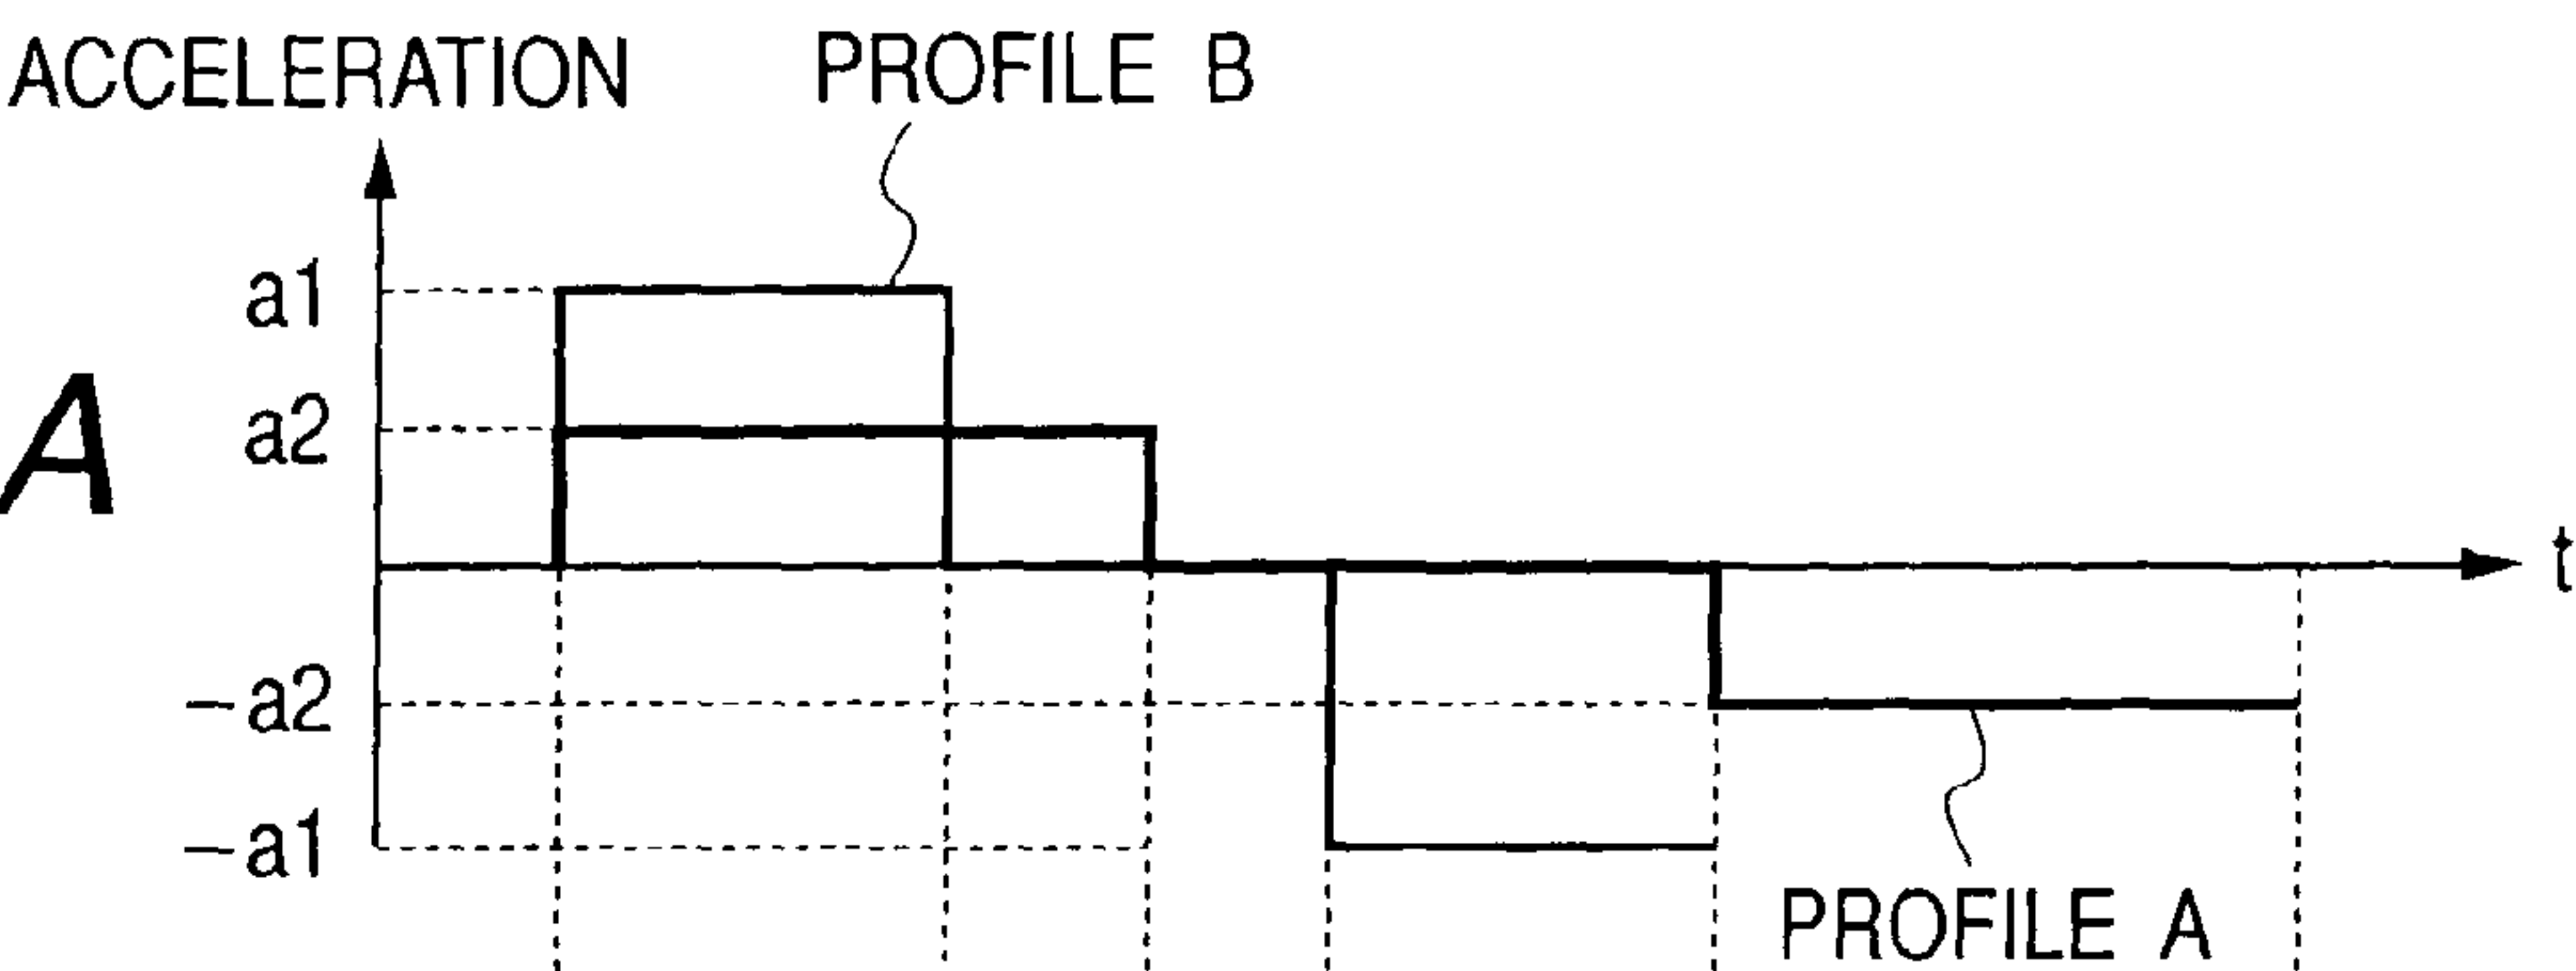 ACCELERATION
PROFILE B
a1
a2
A
t
−a2
−a1
PROFILE A